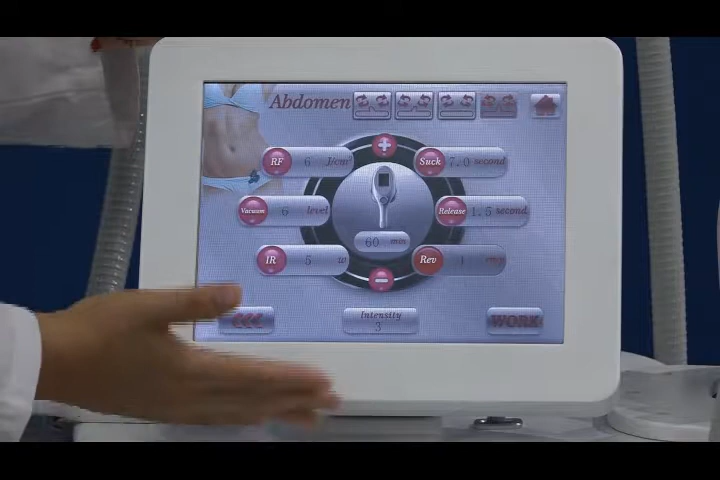 Abdomen
RF 6 J/cm²
Suck 7.0 second
Vacuum 6 level
Release 1.5 second
60 min
IR 5 w
Rev 1
<<<
Intensity
3
WORK